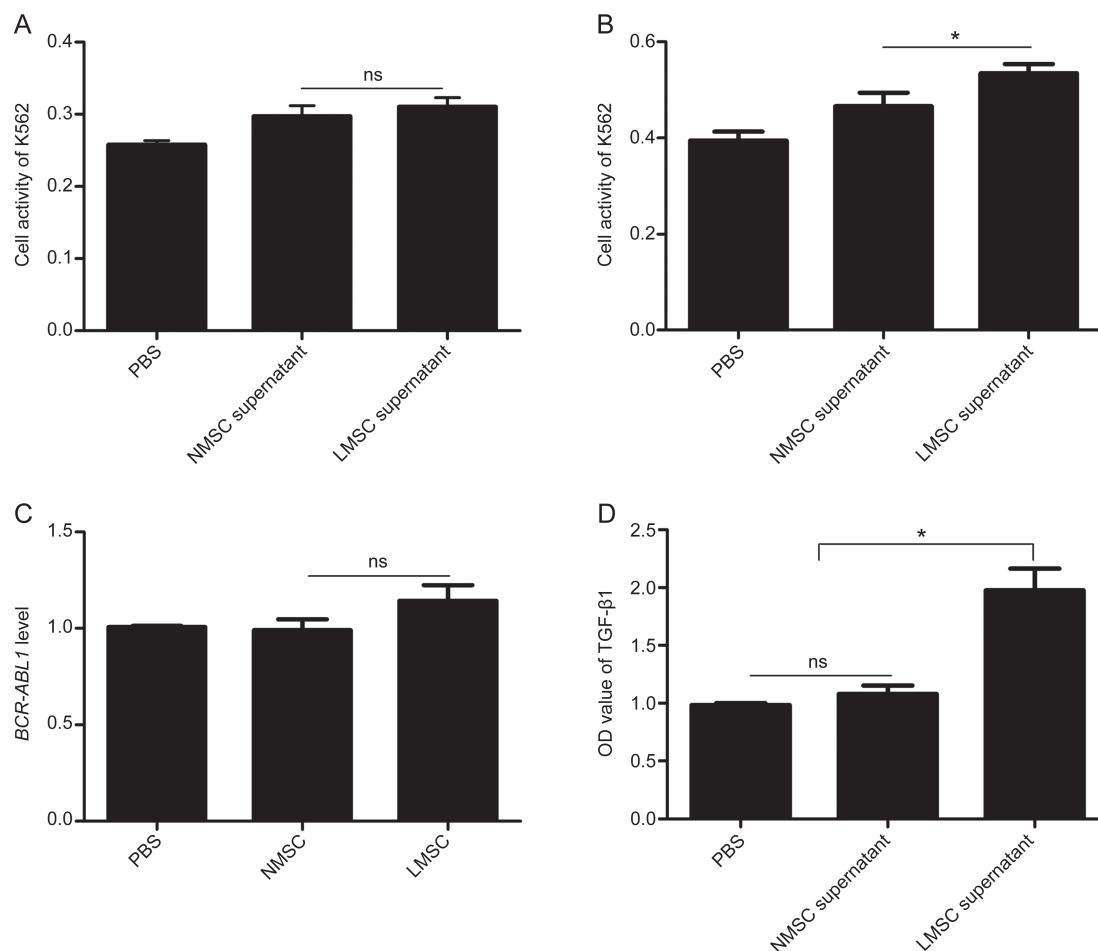 A
Cell activity of K562
0.4
0.3
0.2
0.1
0.0
ns
PBS
NMSC supernatant
LMSC supernatant
B
Cell activity of K562
0.6
0.4
0.2
0.0
*
PBS
NMSC supernatant
LMSC supernatant
C
BCR-ABL1 level
1.5
1.0
0.5
0.0
ns
PBS
NMSC
LMSC
D
OD value of TGF-β1
2.5
2.0
1.5
1.0
0.5
0.0
ns
*
PBS
NMSC supernatant
LMSC supernatant